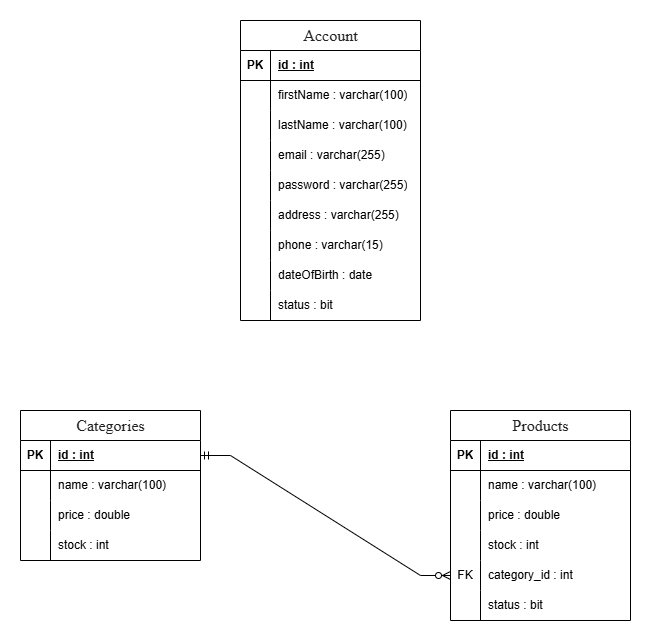 Account
PK id : int
firstName : varchar(100)
lastName : varchar(100)
email : varchar(255)
password : varchar(255)
address : varchar(255)
phone : varchar(15)
dateOfBirth : date
status : bit
Categories
PK id : int
name : varchar(100)
price : double
stock : int
Products
PK id : int
name : varchar(100)
price : double
stock : int
FK category_id : int
status : bit